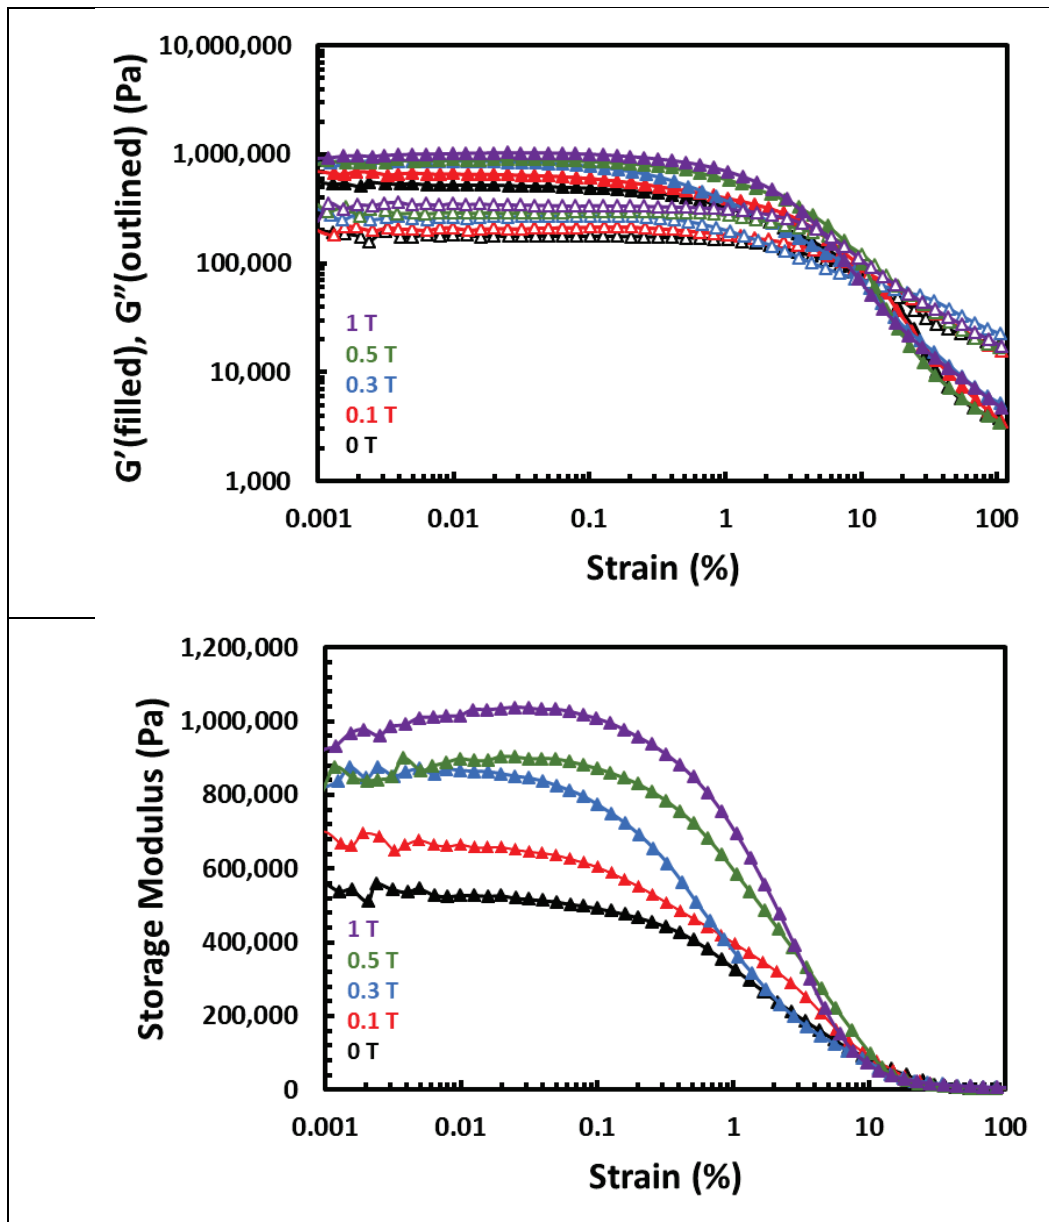 G′(filled), G″(outlined) (Pa)
10,000,000
1,000,000
100,000
10,000
1,000
1 T
0.5 T
0.3 T
0.1 T
0 T
0.001 0.01 0.1 1 10 100
Strain (%)
Storage Modulus (Pa)
1,200,000
1,000,000
800,000
600,000
400,000
200,000
0
1 T
0.5 T
0.3 T
0.1 T
0 T
0.001 0.01 0.1 1 10 100
Strain (%)